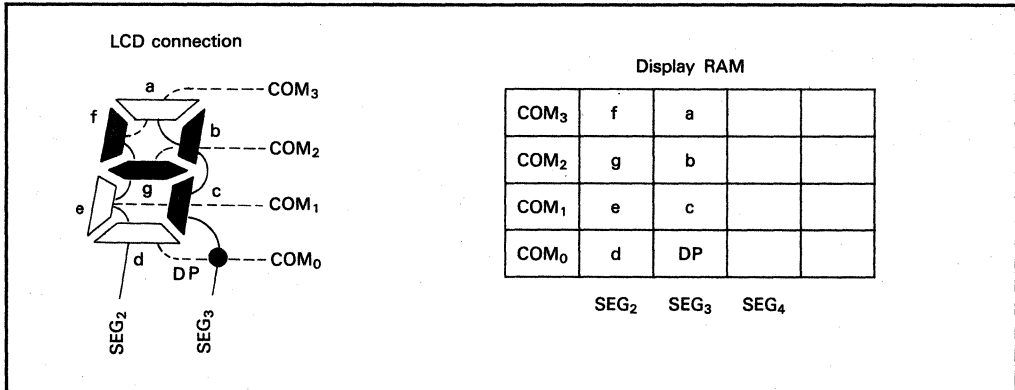 LCD connection
a
COM₃
f
b
COM₂
g
c
e
COM₁
d
DP
COM₀
SEG₂
SEG₃
Display RAM
COM₃ f a
COM₂ g b
COM₁ e c
COM₀ d DP
SEG₂ SEG₃ SEG₄